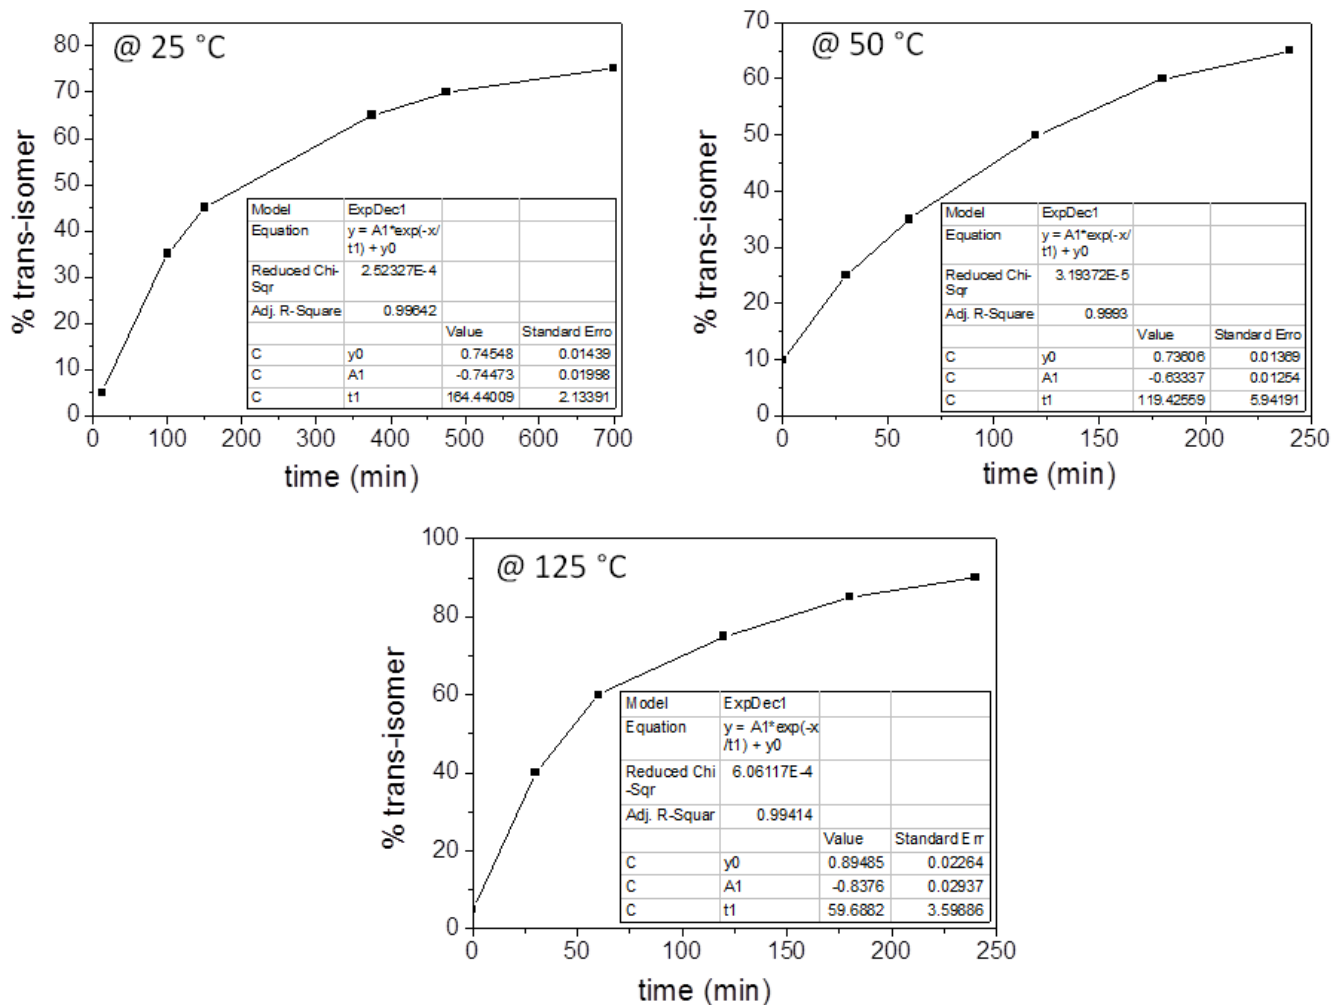 @ 25 °C
% trans-isomer
80
70
60
50
40
30
20
10
0
0 100 200 300 400 500 600 700
time (min)
Model ExpDec1
Equation y = A1*exp(-x/
t1) + y0
Reduced Chi-
Sqr 2.52327E-4
Adj. R-Square 0.99642
Value Standard Erro
C y0 0.74548 0.01439
C A1 -0.74473 0.01998
C t1 164.44009 2.13391
@ 50 °C
% trans-isomer
70
60
50
40
30
20
10
0
0 50 100 150 200 250
time (min)
Model ExpDec1
Equation y = A1*exp(-x/
t1) + y0
Reduced Chi-
Sqr 3.19372E-5
Adj. R-Square 0.9993
Value Standard Erro
C y0 0.73606 0.01369
C A1 -0.63337 0.01254
C t1 119.42559 5.94191
@ 125 °C
% trans-isomer
100
80
60
40
20
0
0 50 100 150 200 250
time (min)
Model ExpDec1
Equation y = A1*exp(-x
/t1) + y0
Reduced Chi
-Sqr 6.06117E-4
Adj. R-Squar 0.99414
Value Standard Err
C y0 0.89485 0.02264
C A1 -0.8376 0.02937
C t1 59.6882 3.59886